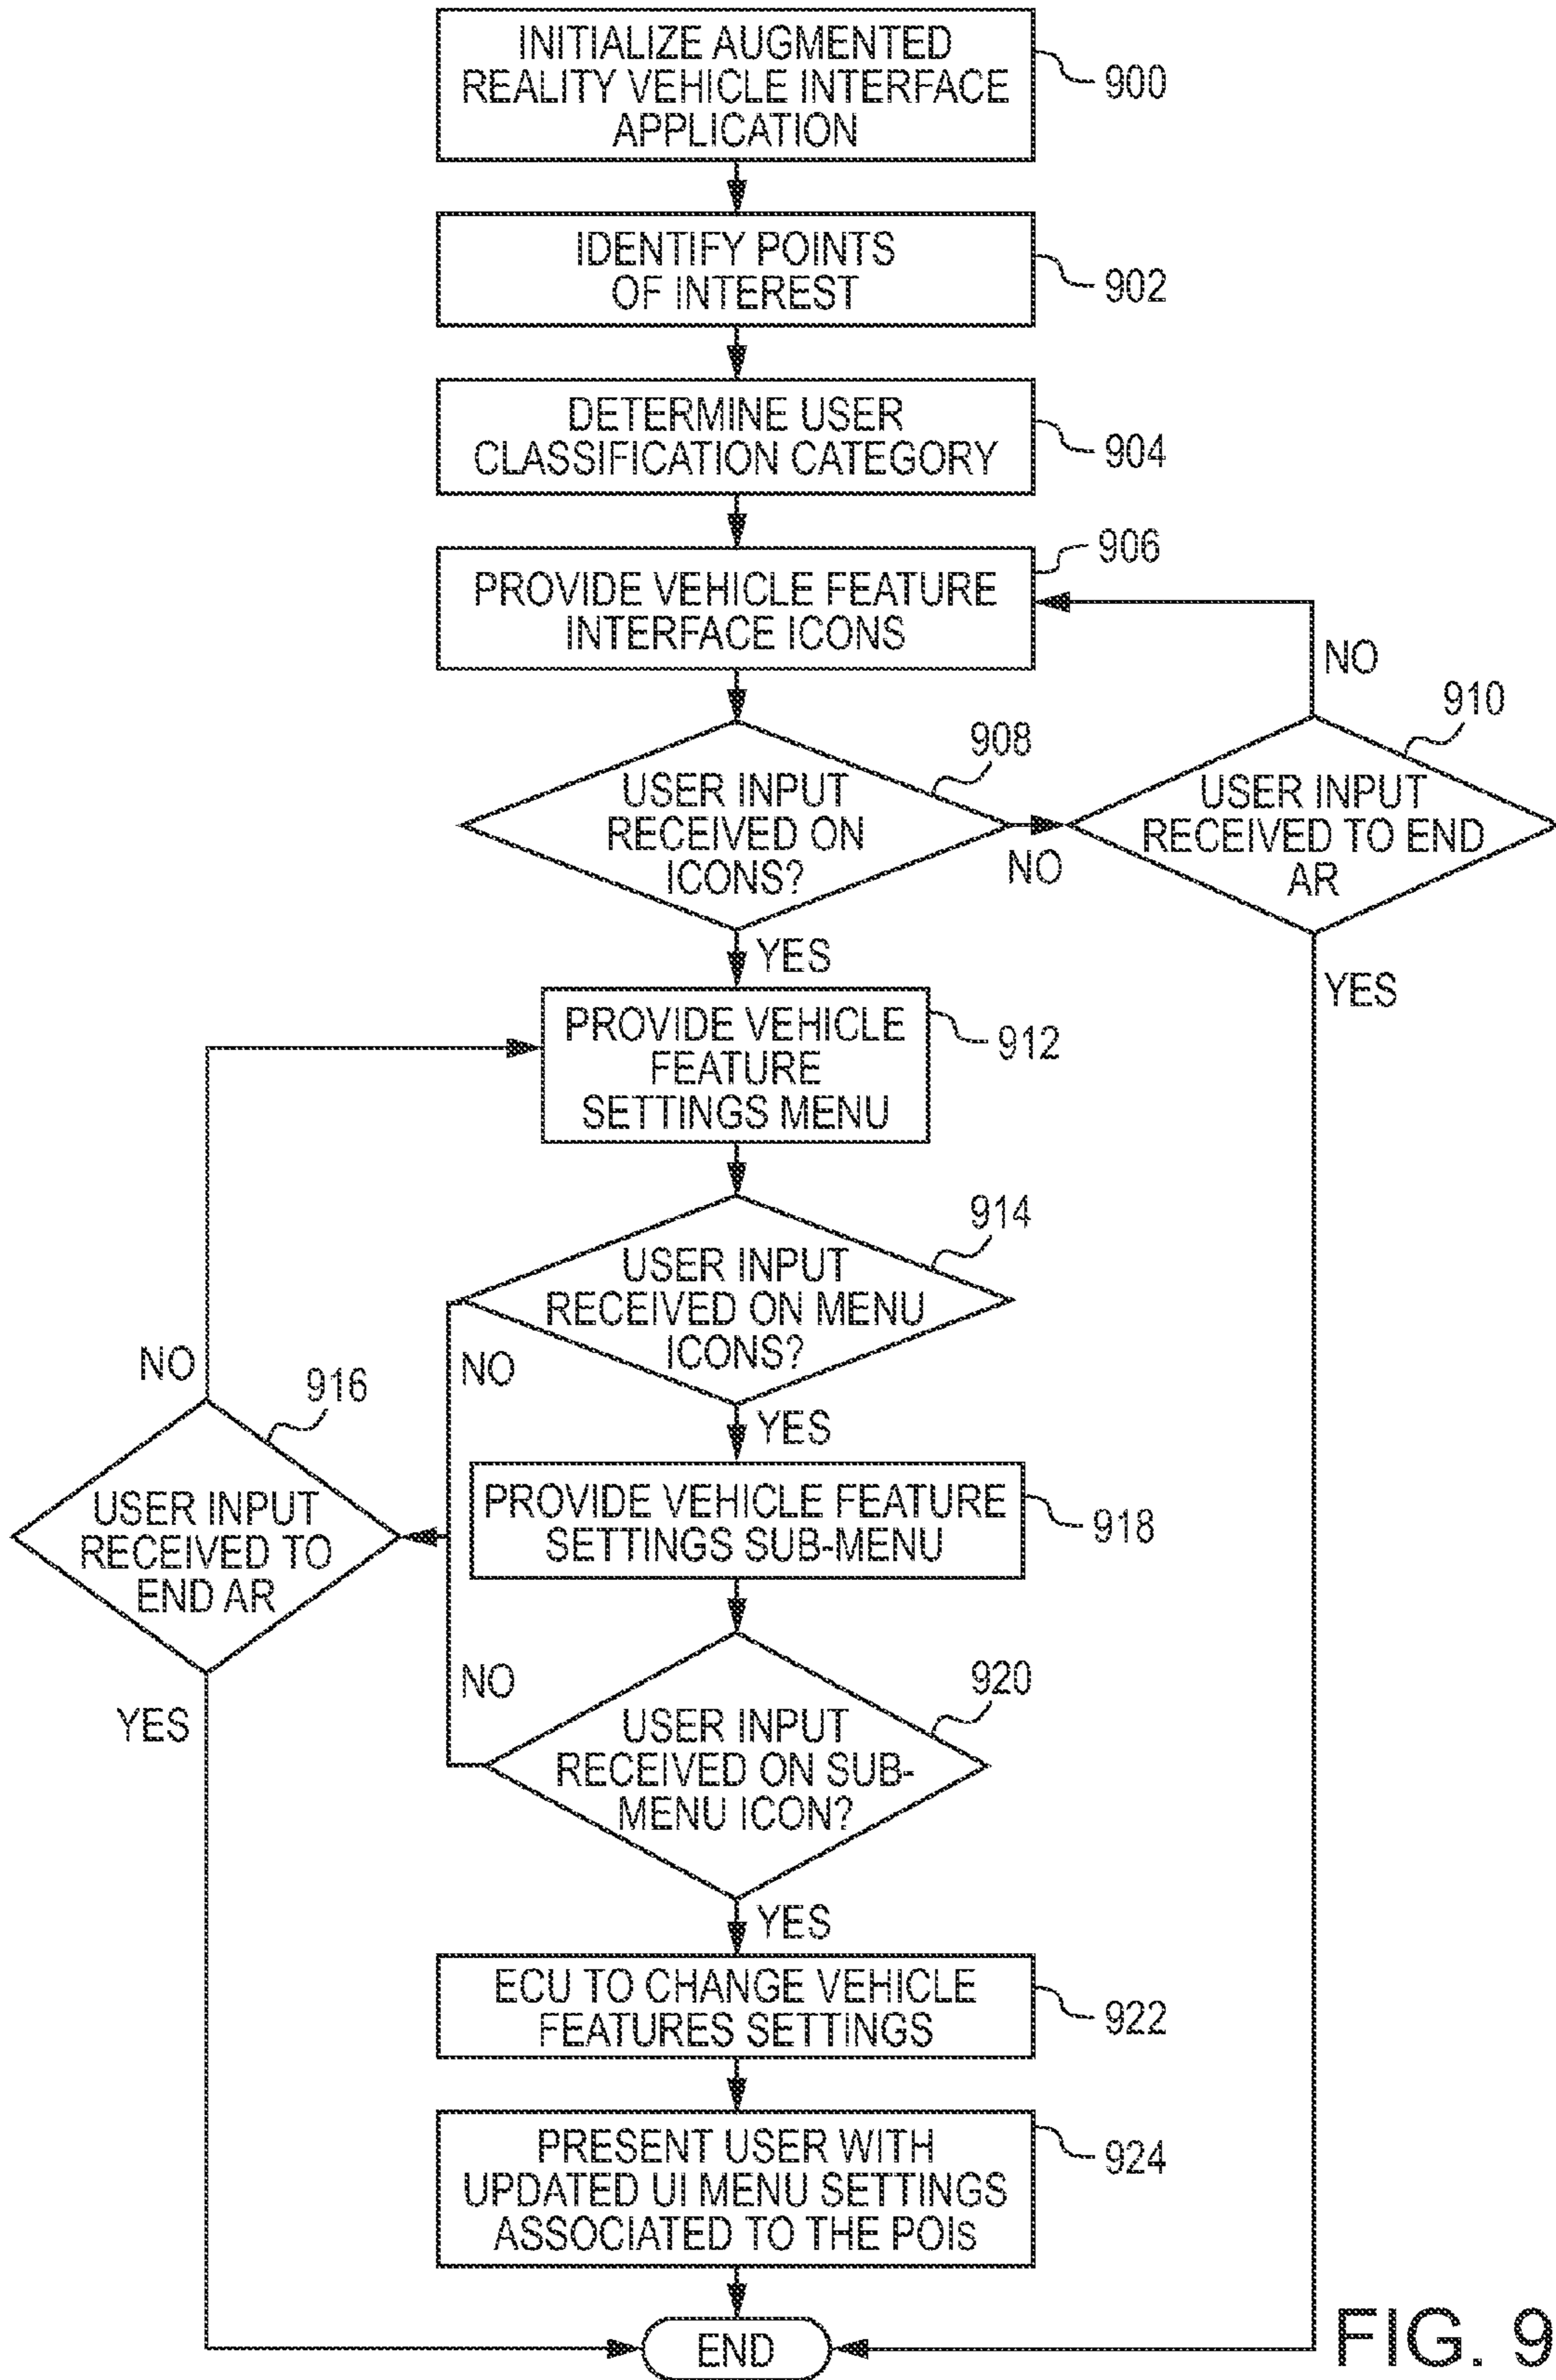 INITIALIZE AUGMENTED
REALITY VEHICLE INTERFACE
APPLICATION
900
IDENTIFY POINTS
OF INTEREST
902
DETERMINE USER
CLASSIFICATION CATEGORY
904
PROVIDE VEHICLE FEATURE
INTERFACE ICONS
906
NO
USER INPUT
RECEIVED ON
ICONS?
908
NO
USER INPUT
RECEIVED TO END
AR
910
YES
YES
PROVIDE VEHICLE
FEATURE
SETTINGS MENU
912
USER INPUT
RECEIVED ON MENU
ICONS?
914
NO
NO
916
YES
USER INPUT
RECEIVED TO
END AR
PROVIDE VEHICLE FEATURE
SETTINGS SUB-MENU
918
NO
YES
USER INPUT
RECEIVED ON SUB-
MENU ICON?
920
YES
ECU TO CHANGE VEHICLE
FEATURES SETTINGS
922
PRESENT USER WITH
UPDATED UI MENU SETTINGS
ASSOCIATED TO THE POIs
924
END
FIG. 9